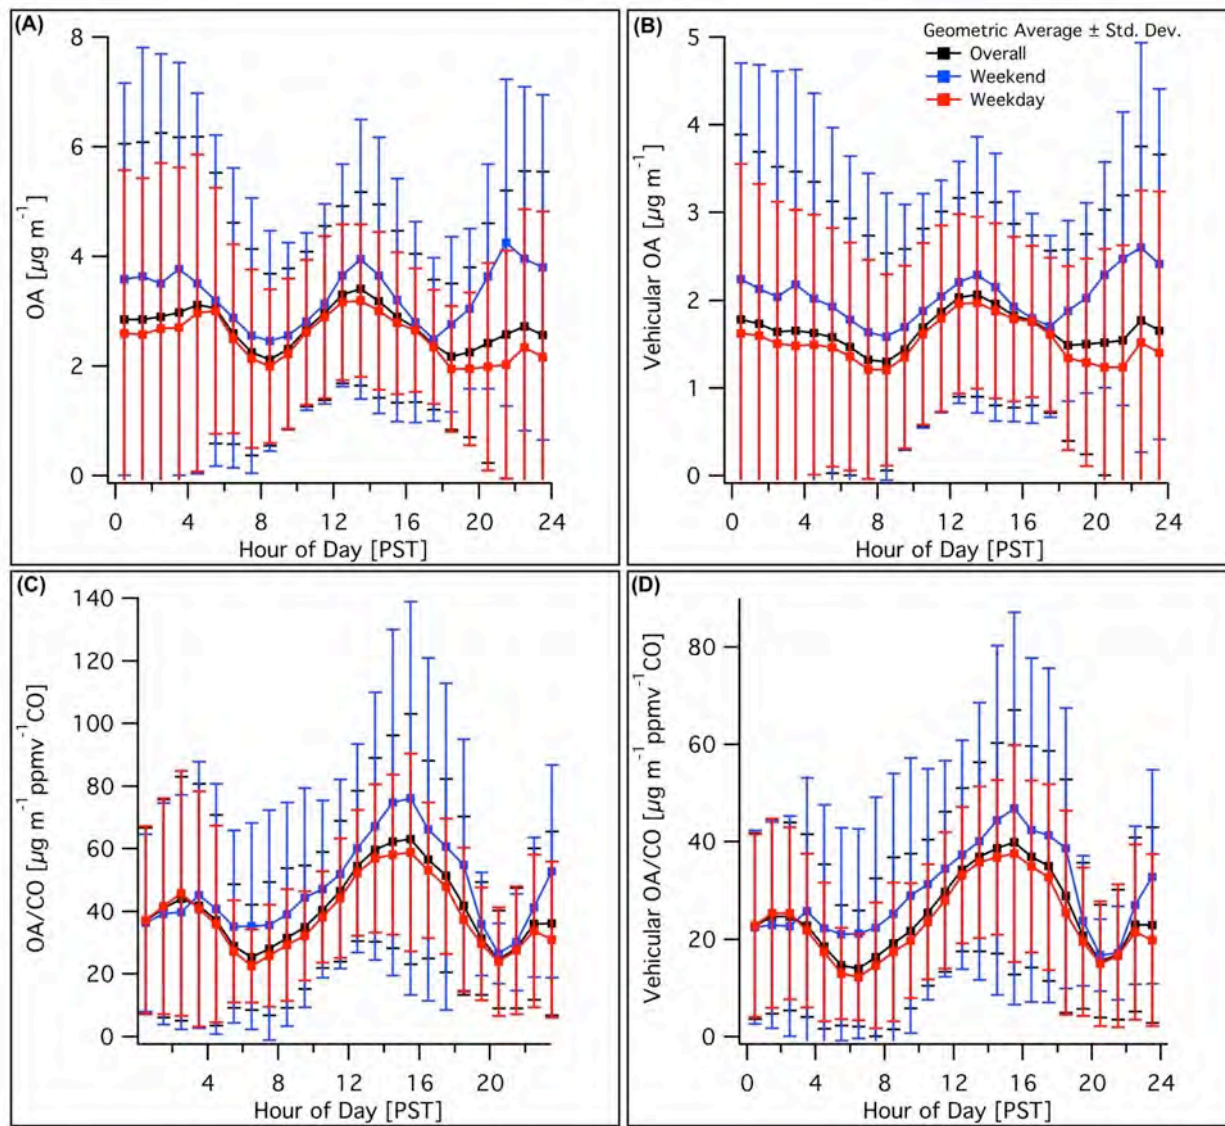 (A)
8
6
4
2
0
OA [µg m⁻¹]
0 4 8 12 16 20 24
Hour of Day [PST]
(B)
Geometric Average ± Std. Dev.
Overall
Weekend
Weekday
5
4
3
2
1
0
Vehicular OA [µg m⁻¹]
0 4 8 12 16 20 24
Hour of Day [PST]
(C)
140
120
100
80
60
40
20
0
OA/CO [µg m⁻¹ ppmv⁻¹CO]
4 8 12 16 20
Hour of Day [PST]
(D)
80
60
40
20
0
Vehicular OA/CO [µg m⁻¹ ppmv⁻¹CO]
0 4 8 12 16 20 24
Hour of Day [PST]